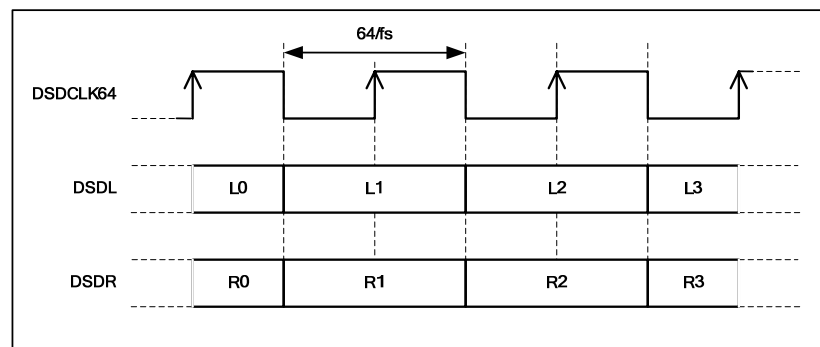 64/fs
DSDCLK64
DSDL L0 L1 L2 L3
DSDR R0 R1 R2 R3